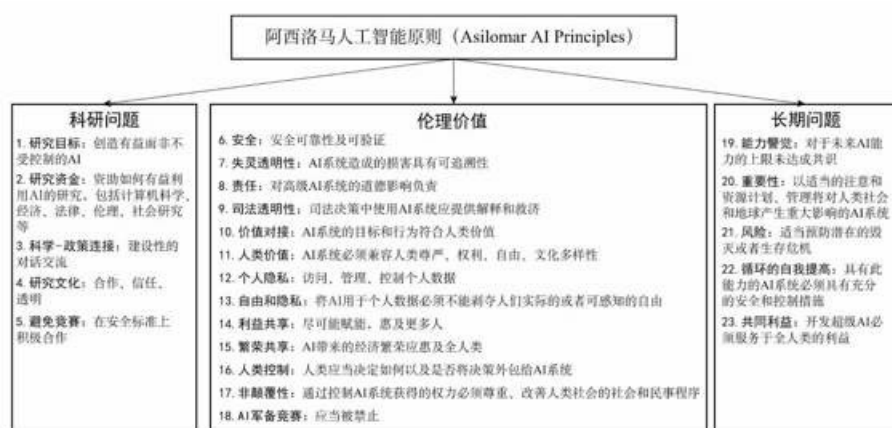 阿西洛马人工智能原则（Asilomar AI Principles）
科研问题
1. 研究目标：创造有益而非不
受控制的AI
2. 研究资金：资助如何有益利
用AI的研究，包括计算机科学、
经济、法律、伦理、社会研究
等
3. 科学-政策连接：建设性的
对话交流
4. 研究文化：合作、信任、
透明
5. 避免竞赛：在安全标准上
积极合作
伦理价值
6. 安全：安全可靠性及可验证
7. 失灵透明性：AI系统造成的损害具有可追溯性
8. 责任：对高级AI系统的道德影响负责
9. 司法透明性：司法决策中使用AI系统应提供解释和救济
10. 价值对接：AI系统的目标和行为符合人类价值
11. 人类价值：AI系统必须兼容人类尊严、权利、自由、文化多样性
12. 个人隐私：访问、管理、控制个人数据
13. 自由和隐私：将AI用于个人数据必须不能剥夺人们实际的或者可感知的自由
14. 利益共享：尽可能赋能，惠及更多人
15. 繁荣共享：AI带来的经济繁荣应惠及全人类
16. 人类控制：人类应当决定如何以及是否将决策外包给AI系统
17. 非颠覆性：通过控制AI系统获得的权力必须尊重、改善人类社会的社会和民事程序
18. AI军备竞赛：应当被禁止
长期问题
19. 能力警觉：对于未来AI能
力的上限未达成共识
20. 重要性：以适当的注意和
资源计划、管理将对人类社会
和地球产生重大影响的AI系统
21. 风险：适当预防潜在的毁
灭或者生存危机
22. 循环的自我提高：具有此
能力的AI系统必须具有充分
的安全和控制措施
23. 共同利益：开发超级AI必
须服务于全人类的利益